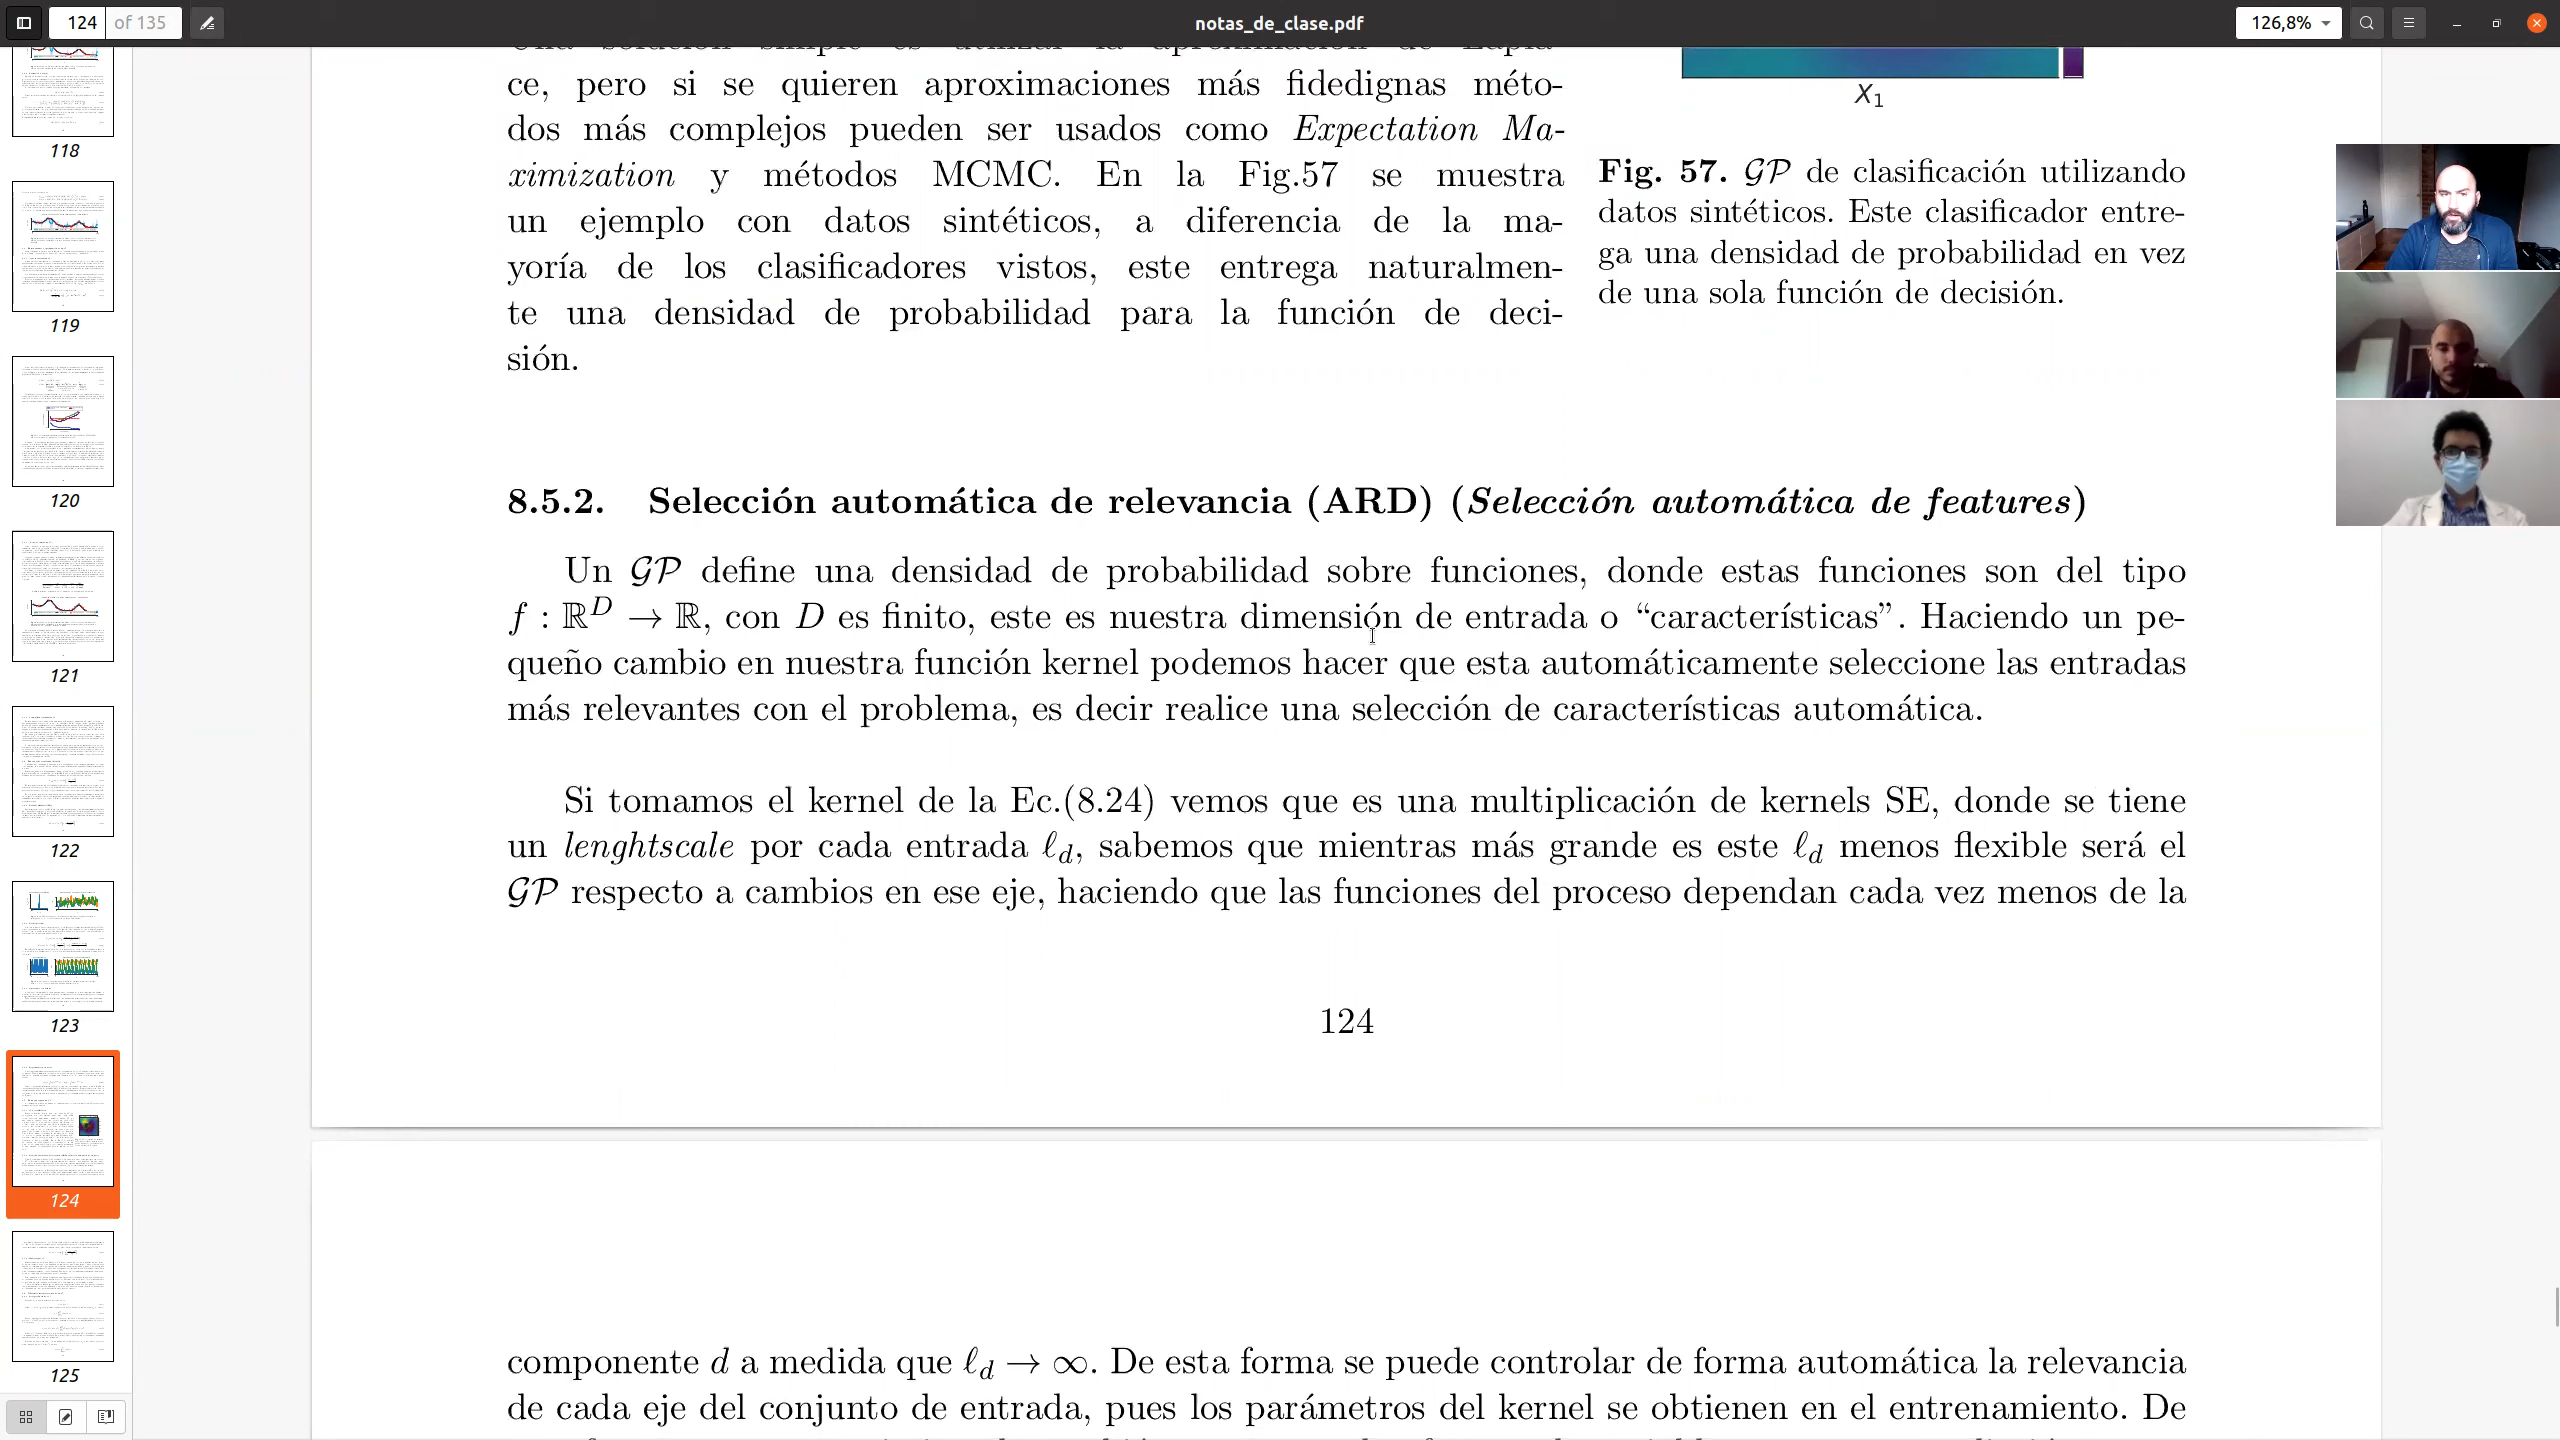 124 of 135
notas_de_clase.pdf
126,8%
118
119
120
121
122
123
124
125
ce, pero si se quieren aproximaciones más fidedignas méto-
dos más complejos pueden ser usados como Expectation Ma-
ximization y métodos MCMC. En la Fig.57 se muestra
un ejemplo con datos sintéticos, a diferencia de la ma-
yoría de los clasificadores vistos, este entrega naturalmen-
te una densidad de probabilidad para la función de deci-
sión.
X₁
Fig. 57. 𝒢𝒫 de clasificación utilizando
datos sintéticos. Este clasificador entre-
ga una densidad de probabilidad en vez
de una sola función de decisión.
8.5.2. Selección automática de relevancia (ARD) (Selección automática de features)
Un 𝒢𝒫 define una densidad de probabilidad sobre funciones, donde estas funciones son del tipo
f : ℝᴰ → ℝ, con D es finito, este es nuestra dimensión de entrada o “características”. Haciendo un pe-
queño cambio en nuestra función kernel podemos hacer que esta automáticamente seleccione las entradas
más relevantes con el problema, es decir realice una selección de características automática.
Si tomamos el kernel de la Ec.(8.24) vemos que es una multiplicación de kernels SE, donde se tiene
un lenghtscale por cada entrada ℓ_d, sabemos que mientras más grande es este ℓ_d menos flexible será el
𝒢𝒫 respecto a cambios en ese eje, haciendo que las funciones del proceso dependan cada vez menos de la
124
componente d a medida que ℓ_d → ∞. De esta forma se puede controlar de forma automática la relevancia
de cada eje del conjunto de entrada, pues los parámetros del kernel se obtienen en el entrenamiento. De